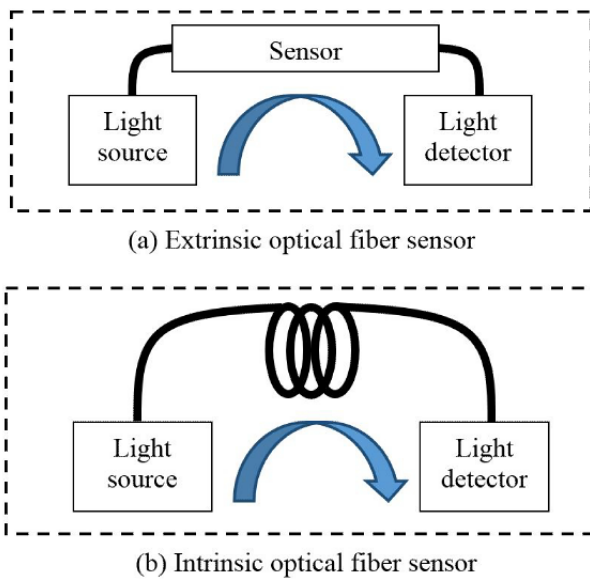 Sensor
Light
source
Light
detector
(a) Extrinsic optical fiber sensor
Light
source
Light
detector
(b) Intrinsic optical fiber sensor